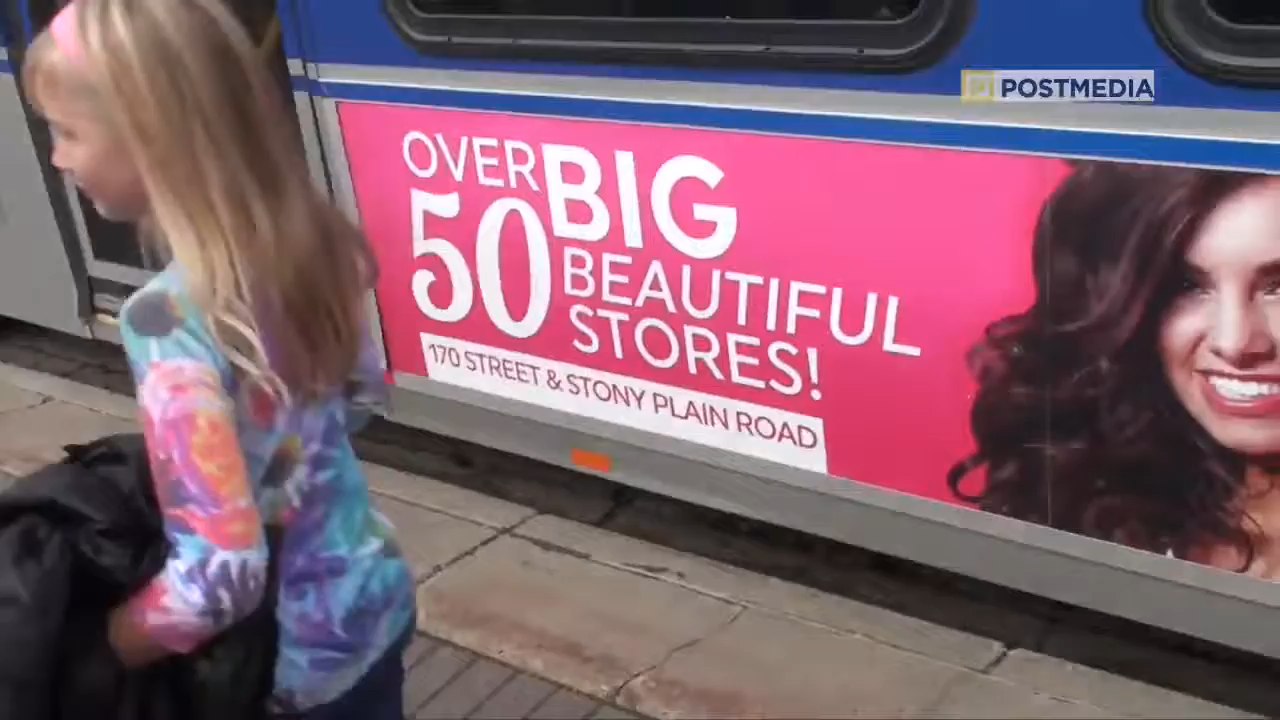 POSTMEDIA
OVER BIG
50 BEAUTIFUL
STORES!
170 STREET & STONY PLAIN ROAD